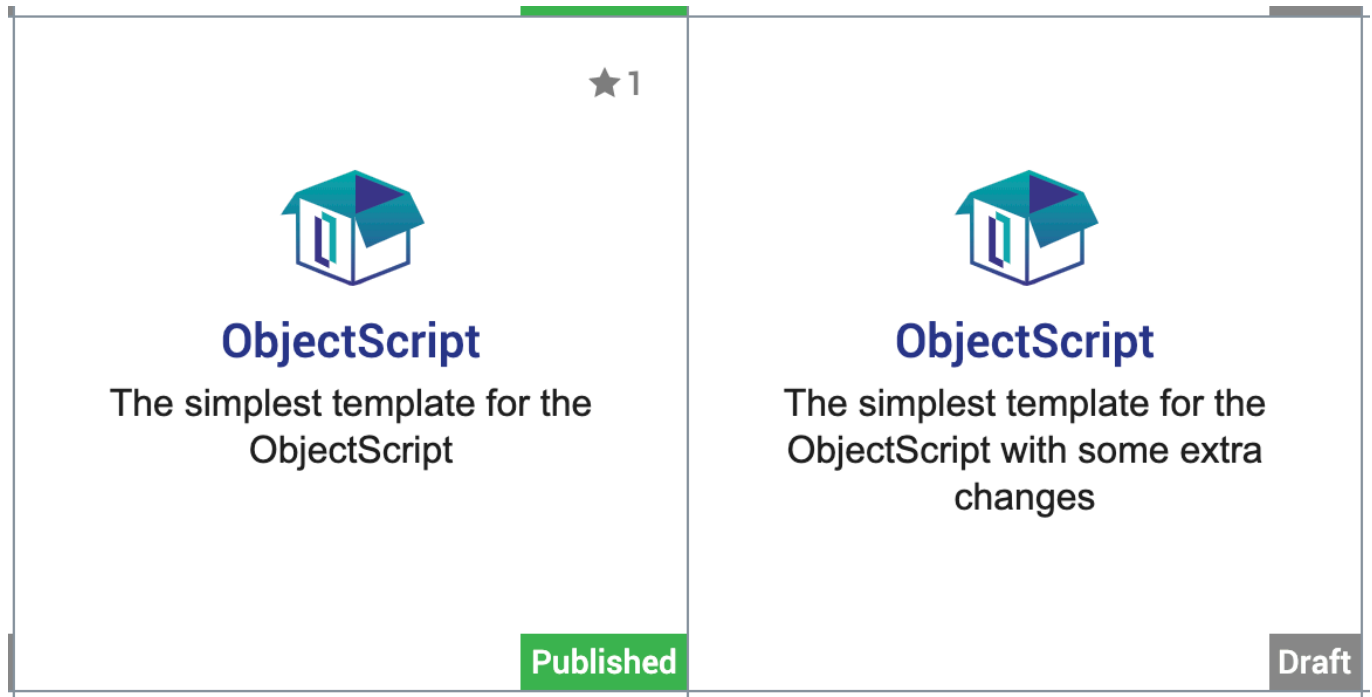 1
ObjectScript
The simplest template for the
ObjectScript
Published
ObjectScript
The simplest template for the
ObjectScript with some extra
changes
Draft